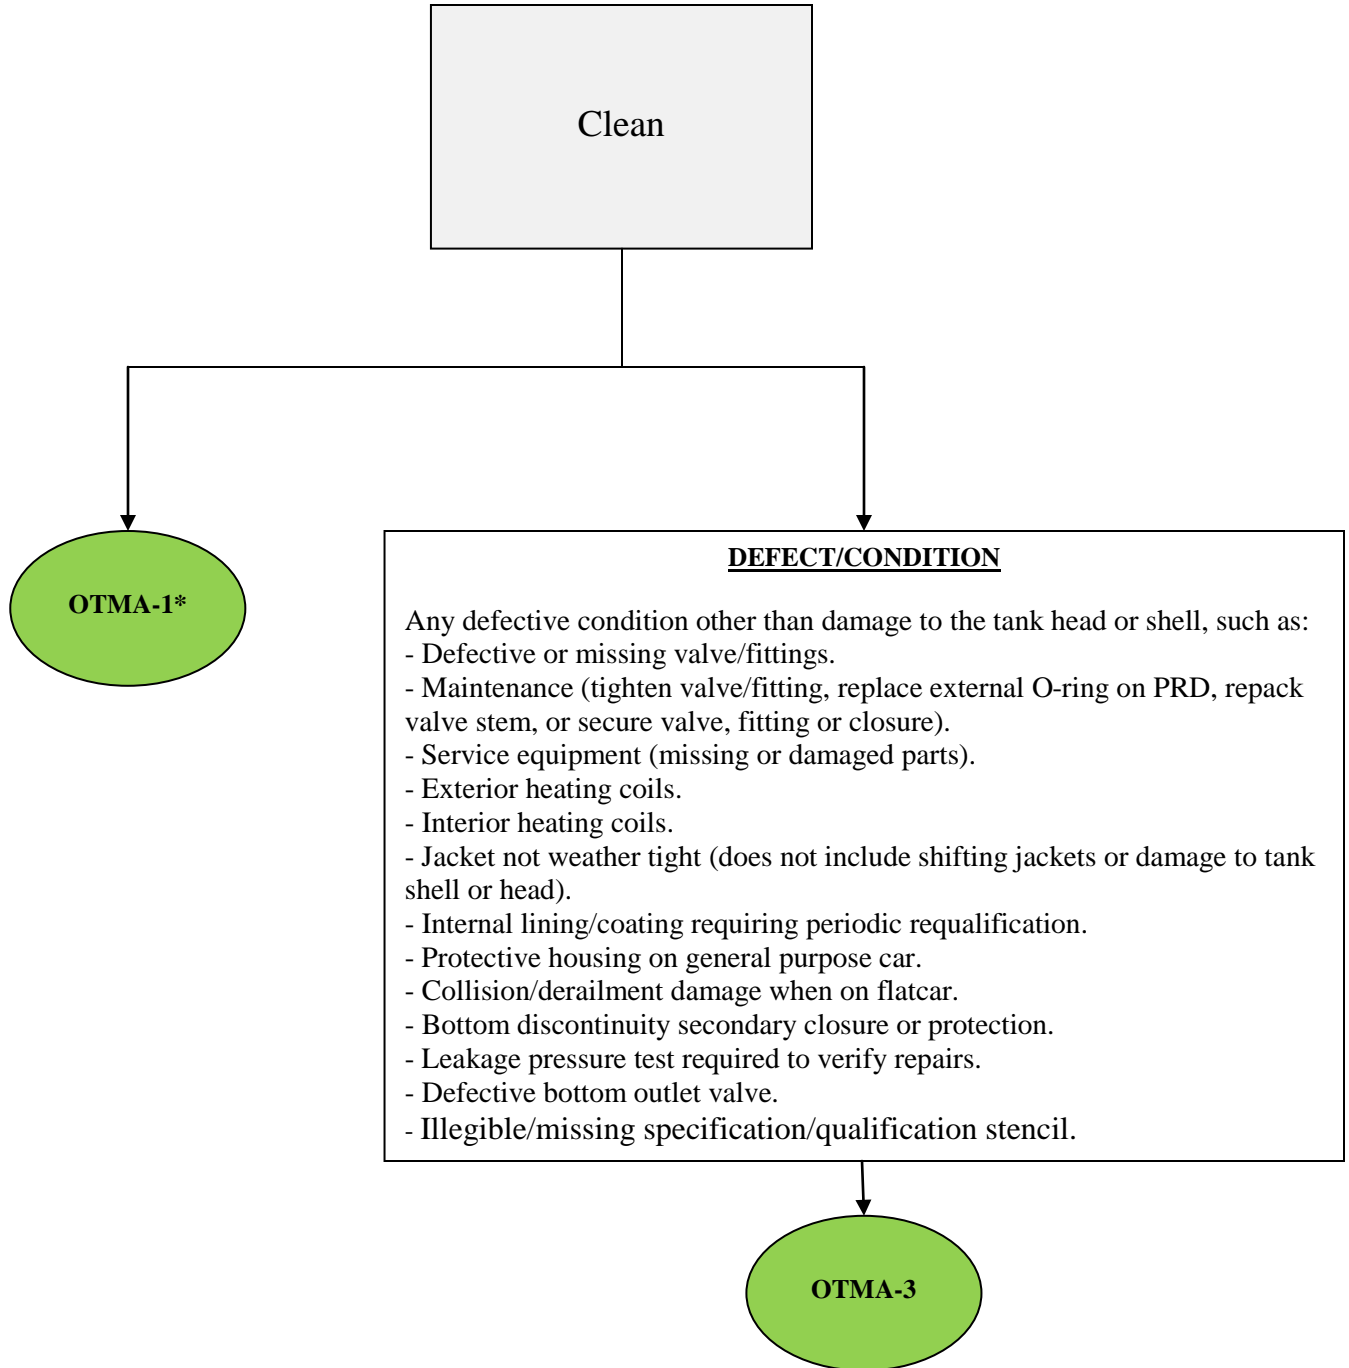 Clean
OTMA-1*
DEFECT/CONDITION
Any defective condition other than damage to the tank head or shell, such as:
- Defective or missing valve/fittings.
- Maintenance (tighten valve/fitting, replace external O-ring on PRD, repack
valve stem, or secure valve, fitting or closure).
- Service equipment (missing or damaged parts).
- Exterior heating coils.
- Interior heating coils.
- Jacket not weather tight (does not include shifting jackets or damage to tank
shell or head).
- Internal lining/coating requiring periodic requalification.
- Protective housing on general purpose car.
- Collision/derailment damage when on flatcar.
- Bottom discontinuity secondary closure or protection.
- Leakage pressure test required to verify repairs.
- Defective bottom outlet valve.
- Illegible/missing specification/qualification stencil.
OTMA-3